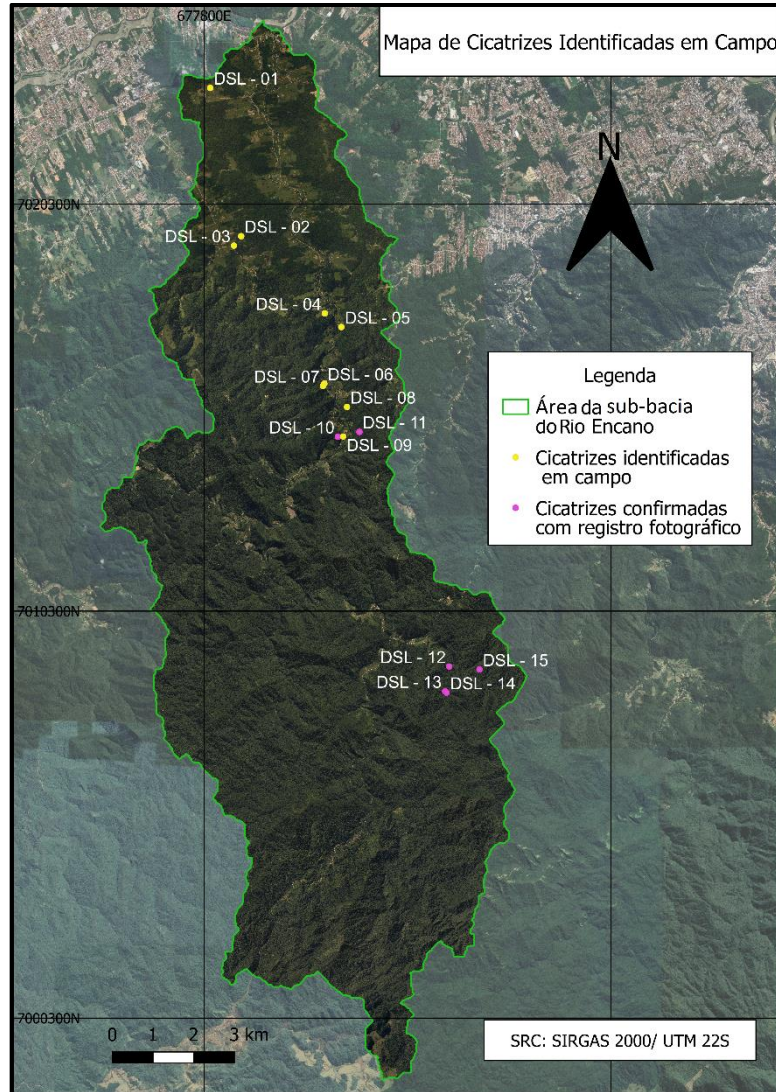 677800E
Mapa de Cicatrizes Identificadas em Campo
DSL - 01
N
7020300N
DSL - 02
DSL - 03
DSL - 04
DSL - 05
DSL - 06
DSL - 07
DSL - 08
DSL - 11
DSL - 10
DSL - 09
Legenda
Área da sub-bacia
do Rio Encano
Cicatrizes identificadas
em campo
Cicatrizes confirmadas
com registro fotográfico
7010300N
DSL - 12
DSL - 15
DSL - 13
DSL - 14
7000300N
0 1 2 3 km
SRC: SIRGAS 2000/ UTM 22S